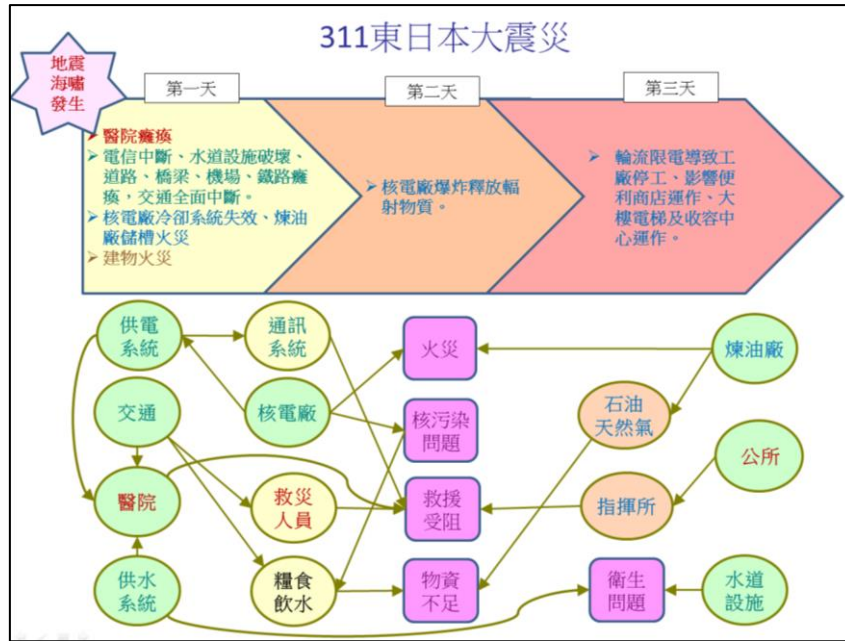 311東日本大震災
地震
海嘯
發生
第一天
第二天
第三天
➢醫院癱瘓
➢電信中斷、水道設施破壞、
道路、橋梁、機場、鐵路癱
瘓,交通全面中斷。
➢核電廠冷卻系統失效、煉油
廠儲槽火災
➢建物火災
➢核電廠爆炸釋放輻
射物質。
➢輪流限電導致工
廠停工、影響便
利商店運作、大
樓電梯及收容中
心運作。
供電
系統
通訊
系統
火災
煉油廠
交通
核電廠
核污染
問題
石油
天然氣
公所
醫院
救災
人員
救援
受阻
指揮所
供水
系統
糧食
飲水
物資
不足
衛生
問題
水道
設施